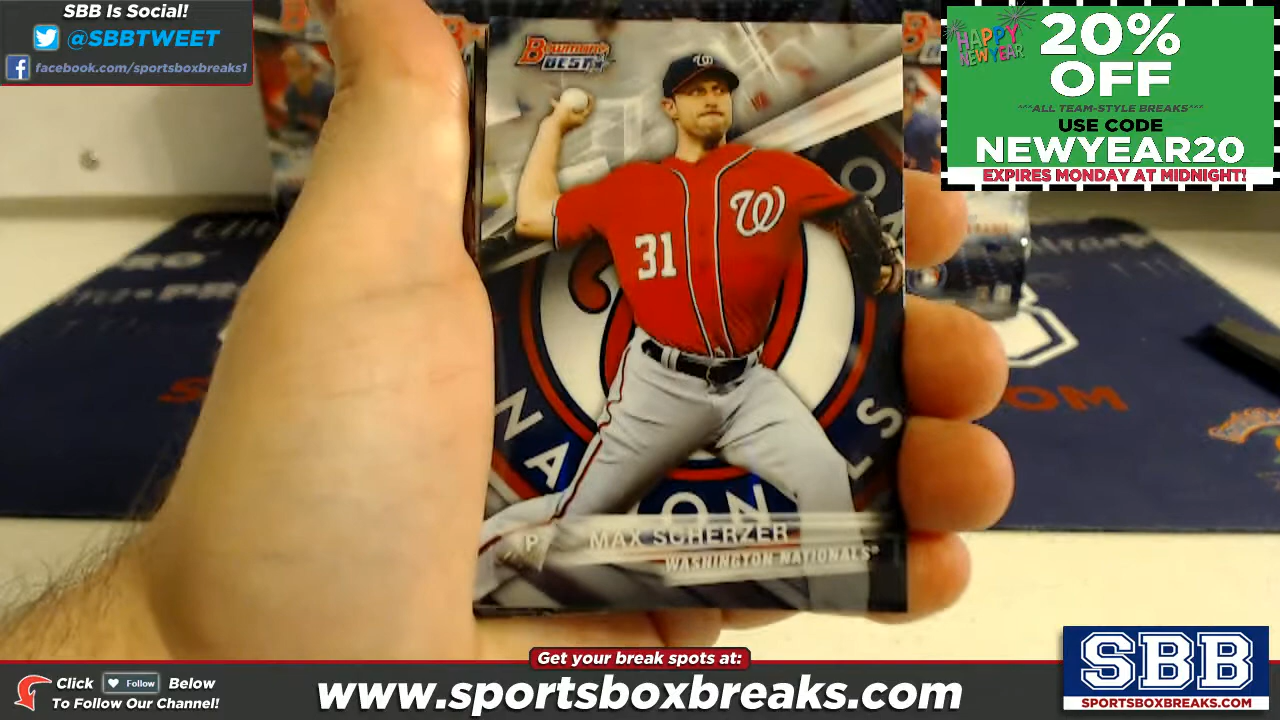 SBB Is Social!
@SBBTWEET
facebook.com/sportsboxbreaks1
HAPPY
NEW YEAR
20%
OFF
***ALL TEAM-STYLE BREAKS***
USE CODE
NEWYEAR20
EXPIRES MONDAY AT MIDNIGHT!
Bowman's
BEST
W
W
31
NATIONALS
P
MAX SCHERZER
WASHINGTON NATIONALS®
Get your break spots at:
Click Follow Below
To Follow Our Channel!
www.sportsboxbreaks.com
SBB
SPORTSBOXBREAKS.COM